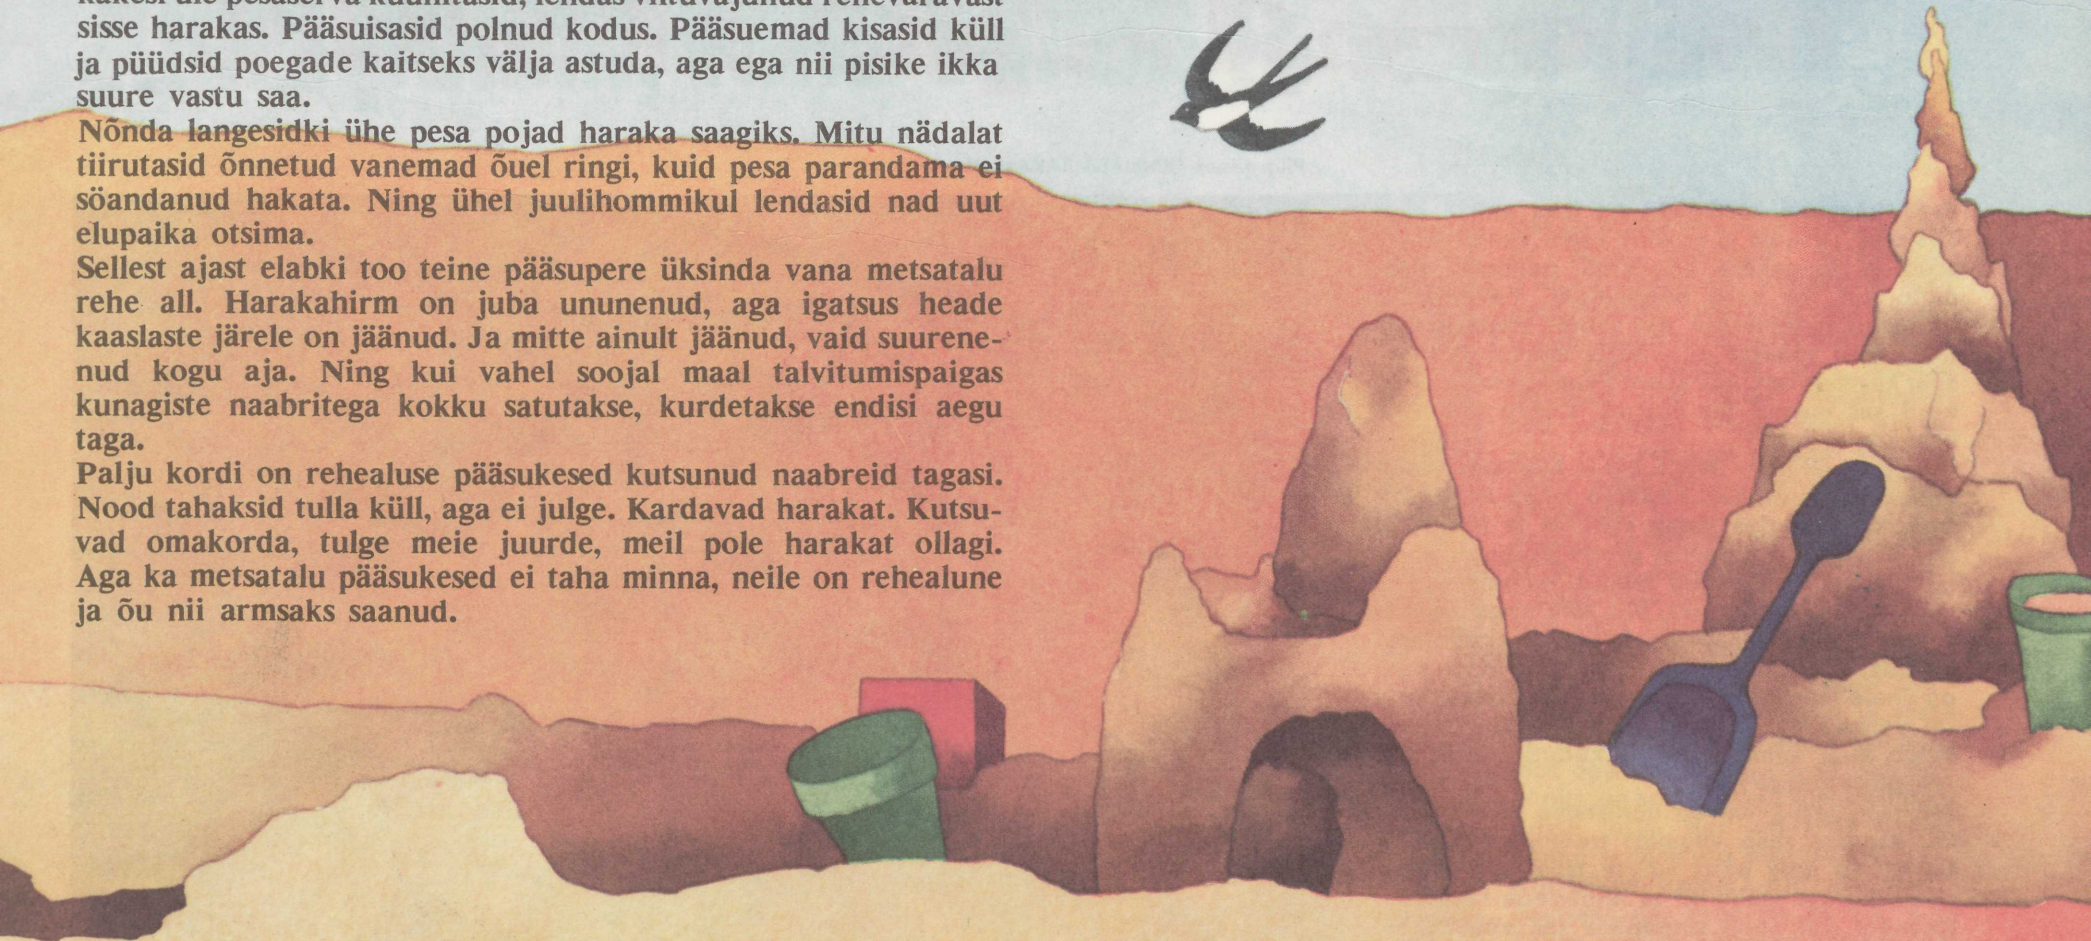 sisse harakas. Pääsuisasid polnud kodus. Pääsuemad kisasid küll
ja püüdsid poegade kaitseks välja astuda, aga ega nii pisike ikka
suure vastu saa.
Nõnda langesidki ühe pesa pojad haraka saagiks. Mitu nädalat
tiirutasid õnnetud vanemad õuel ringi, kuid pesa parandama ei
söandanud hakata. Ning ühel juulihommikul lendasid nad uut
elupaika otsima.
Sellest ajast elabki too teine pääsupere üksinda vana metsatalu
rehe all. Harakahirm on juba ununenud, aga igatsus heade
kaaslaste järele on jäänud. Ja mitte ainult jäänud, vaid suurene-
nud kogu aja. Ning kui vahel soojal maal talvitumispaigas
kunagiste naabritega kokku satutakse, kurdetakse endisi aegu
taga.
Palju kordi on rehealuse pääsukesed kutsunud naabreid tagasi.
Nood tahaksid tulla küll, aga ei julge. Kardavad harakat. Kutsu-
vad omakorda, tulge meie juurde, meil pole harakat ollagi.
Aga ka metsatalu pääsukesed ei taha minna, neile on rehealune
ja õu nii armsaks saanud.